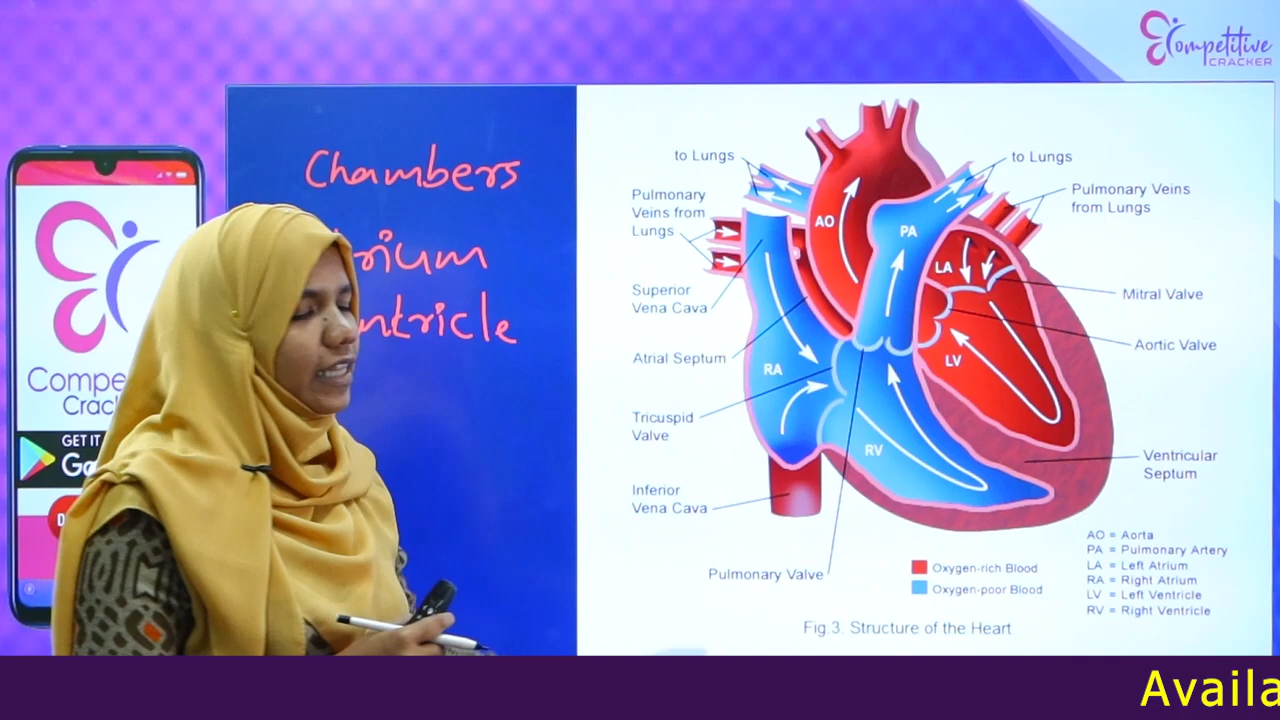 Competitive
CRACKER
Chambers
to Lungs
to Lungs
Pulmonary
Veins from
Lungs
Pulmonary Veins
from Lungs
AO
PA
LA
Superior
Vena Cava
Mitral Valve
Aortic Valve
Atrial Septum
RA
LV
Tricuspid
Valve
RV
Ventricular
Septum
Inferior
Vena Cava
Pulmonary Valve
Oxygen-rich Blood
Oxygen-poor Blood
AO = Aorta
PA = Pulmonary Artery
LA = Left Atrium
RA = Right Atrium
LV = Left Ventricle
RV = Right Ventricle
Fig.3. Structure of the Heart
GET IT